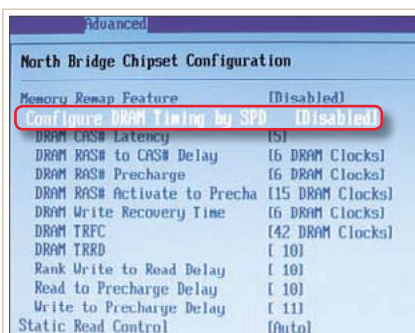 Advanced
North Bridge Chipset Configuration
Memory Remap Feature [Disabled]
Configure DRAM Timing by SPD [Disabled]
DRAM CAS# Latency [5]
DRAM RAS# to CAS# Delay [6 DRAM Clocks]
DRAM RAS# Precharge [6 DRAM Clocks]
DRAM RAS# Activate to Precha [15 DRAM Clocks]
DRAM Write Recovery Time [6 DRAM Clocks]
DRAM TRFC [42 DRAM Clocks]
DRAM TRRD [ 10]
Rank Write to Read Delay [ 10]
Read to Precharge Delay [ 10]
Write to Precharge Delay [ 11]
Static Read Control [Auto]